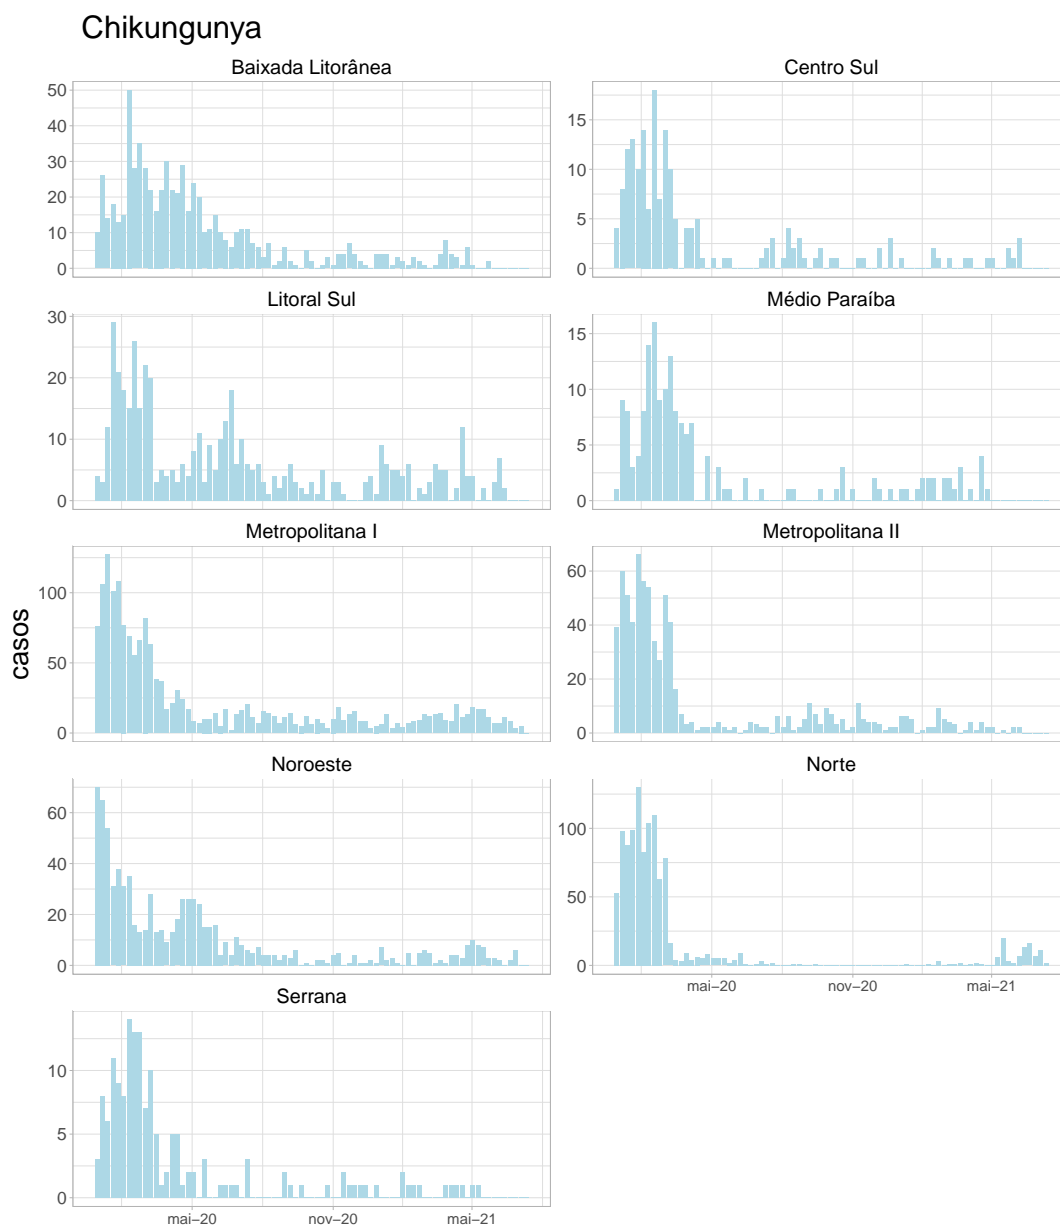 Chikungunya
Baixada Litorânea
Centro Sul
50
40
30
20
10
0
15
10
5
0
Litoral Sul
Médio Paraíba
30
20
10
0
15
10
5
0
Metropolitana I
Metropolitana II
100
50
0
60
40
20
0
casos
Noroeste
Norte
60
40
20
0
100
50
0
mai–20 nov–20 mai–21
Serrana
10
5
0
mai–20 nov–20 mai–21